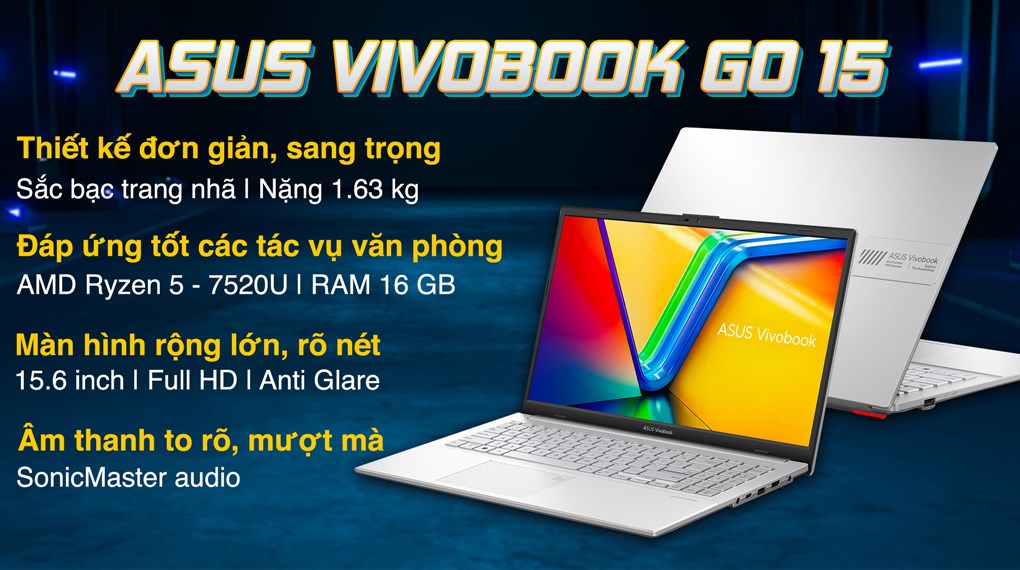 ASUS VIVOBOOK GO 15
Thiết kế đơn giản, sang trọng
Sắc bạc trang nhã | Nặng 1.63 kg
Đáp ứng tốt các tác vụ văn phòng
AMD Ryzen 5 - 7520U | RAM 16 GB
Màn hình rộng lớn, rõ nét
15.6 inch | Full HD | Anti Glare
Âm thanh to rõ, mượt mà
SonicMaster audio
ASUS Vivobook
ASUS Vivobook
ASUS Vivobook